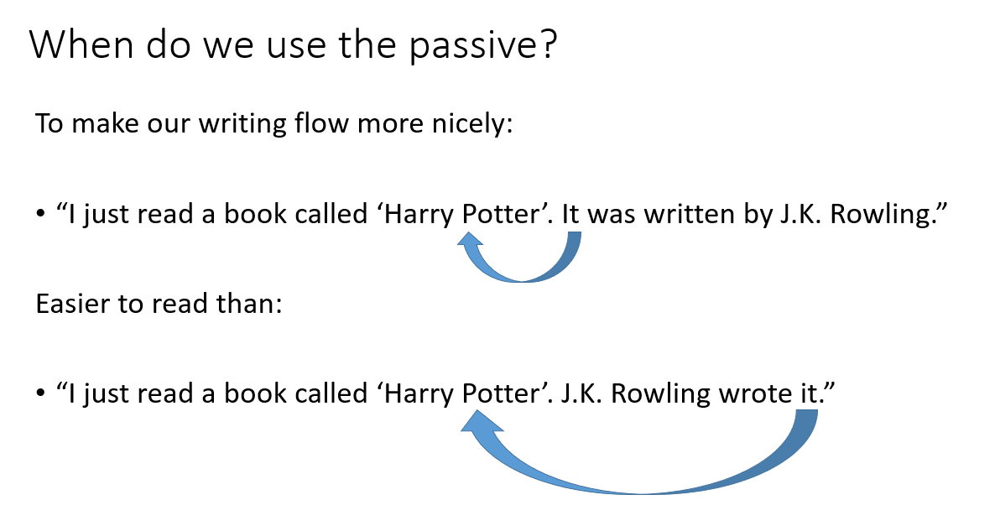 When do we use the passive?
To make our writing flow more nicely:
• “I just read a book called ‘Harry Potter’. It was written by J.K. Rowling.”
Easier to read than:
• “I just read a book called ‘Harry Potter’. J.K. Rowling wrote it.”